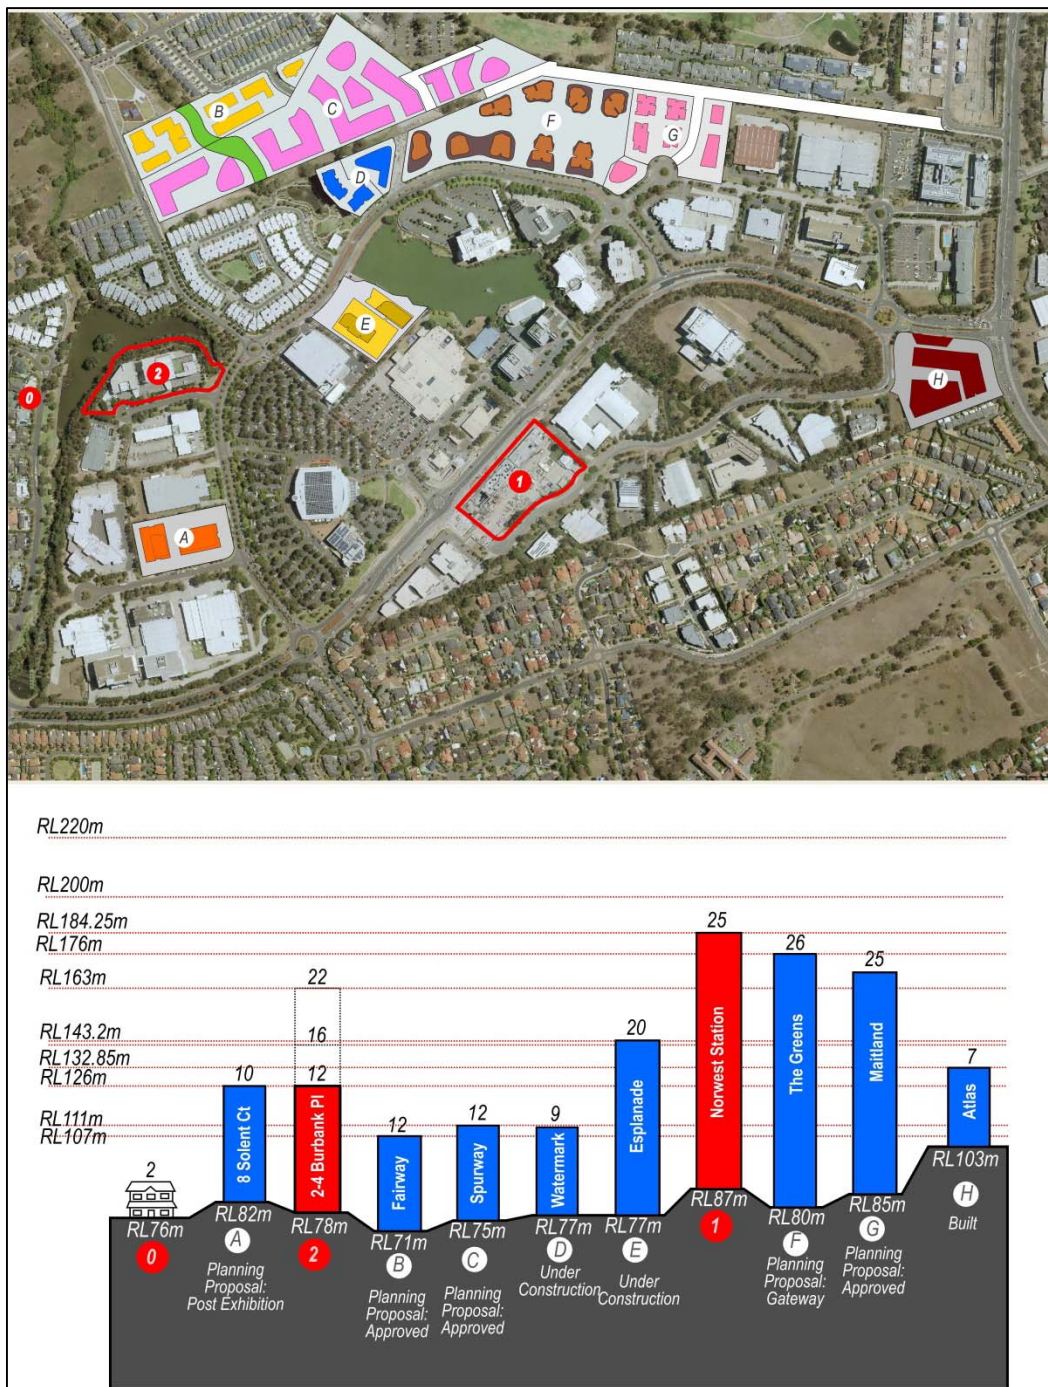 B
C
F
G
D
E
2
0
H
1
A
RL220m
RL200m
RL184.25m
25
RL176m
26
25
RL163m
22
RL143.2m
16
20
RL132.85m
7
RL126m
10
12
RL111m
12
12
9
RL107m
2
8 Solent Ct
2-4 Burbank Pl
Fairway
Spurway
Watermark
Esplanade
Norwest Station
The Greens
Maitland
Atlas
RL76m
RL82m
RL78m
RL71m
RL75m
RL77m
RL77m
RL87m
RL80m
RL85m
RL103m
0
A
Planning
Proposal:
Post Exhibition
2
B
Planning
Proposal:
Approved
C
Planning
Proposal:
Approved
D
Under
Construction
E
Under
Construction
1
F
Planning
Proposal:
Gateway
G
Planning
Proposal:
Approved
H
Built